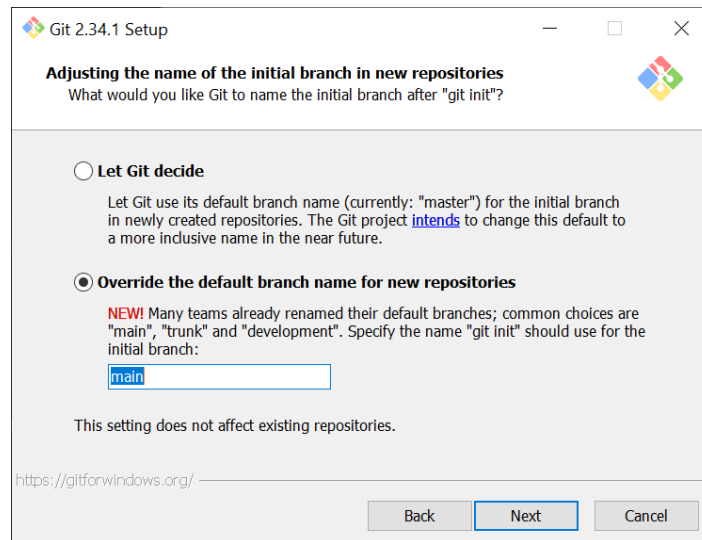 Git 2.34.1 Setup
Adjusting the name of the initial branch in new repositories
What would you like Git to name the initial branch after "git init"?
Let Git decide
Let Git use its default branch name (currently: "master") for the initial branch
in newly created repositories. The Git project intends to change this default to
a more inclusive name in the near future.
Override the default branch name for new repositories
NEW! Many teams already renamed their default branches; common choices are
"main", "trunk" and "development". Specify the name "git init" should use for the
initial branch:
main
This setting does not affect existing repositories.
https://gitforwindows.org/
Back Next Cancel